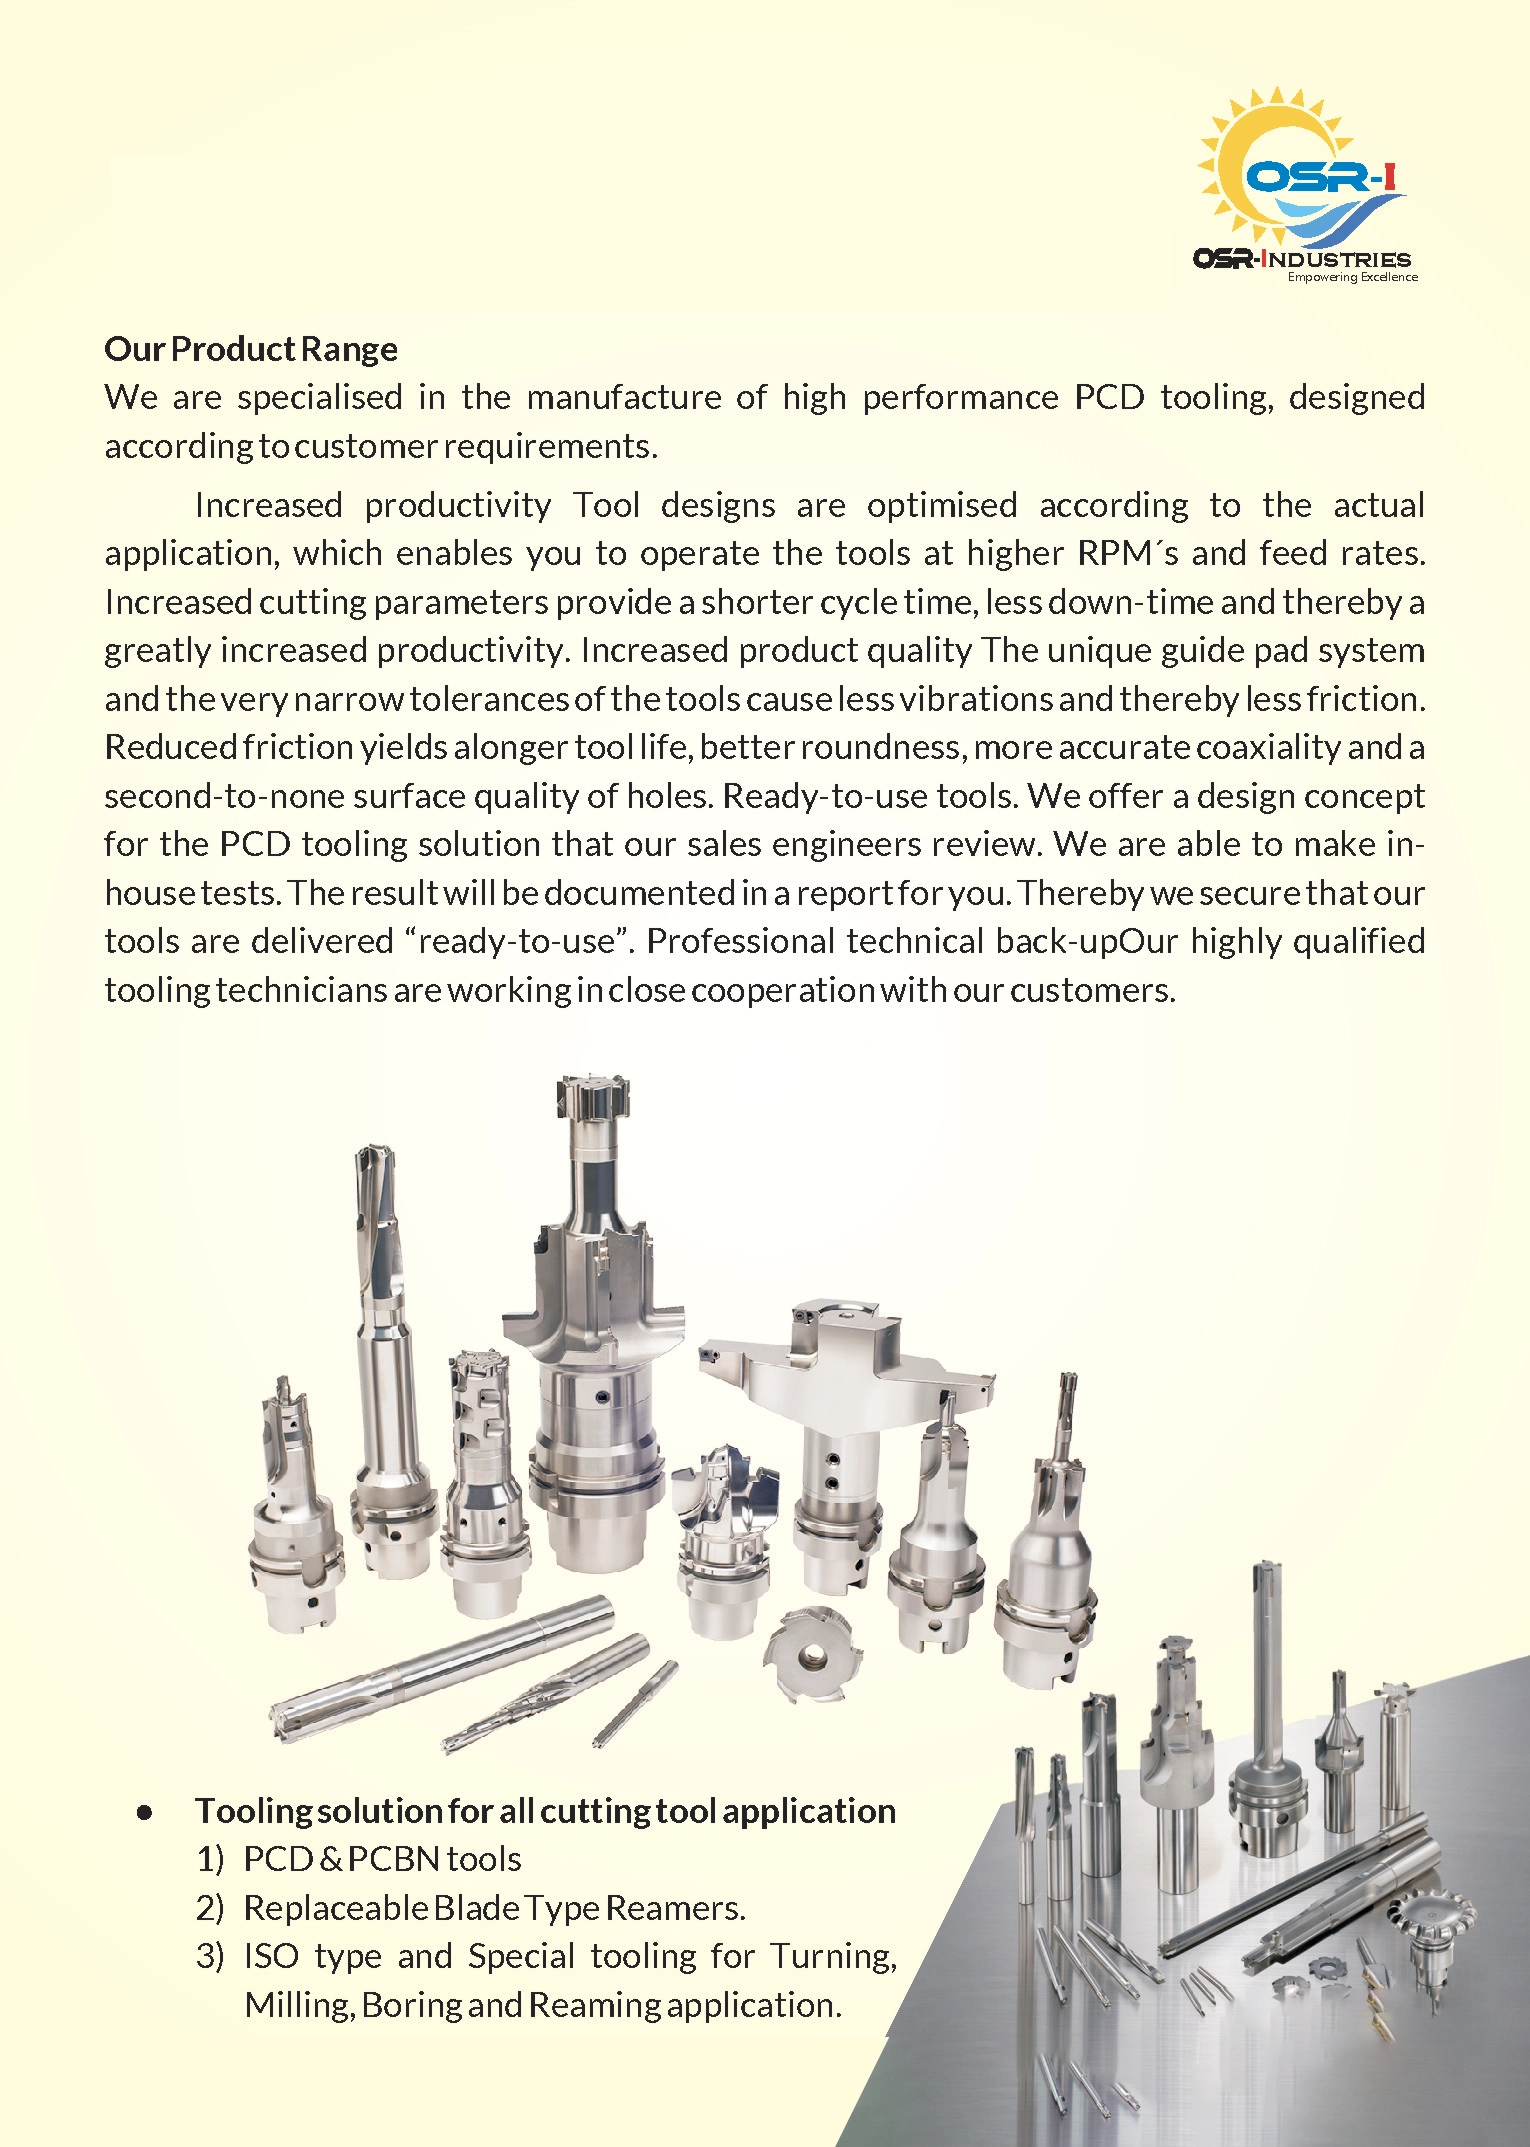 OSR-I
OSR-INDUSTRIES
Empowering Excellence
Our Product Range
We are specialised in the manufacture of high performance PCD tooling, designed
according to customer requirements.
Increased productivity Tool designs are optimised according to the actual
application, which enables you to operate the tools at higher RPM´s and feed rates.
Increased cutting parameters provide a shorter cycle time, less down-time and thereby a
greatly increased productivity. Increased product quality The unique guide pad system
and the very narrow tolerances of the tools cause less vibrations and thereby less friction.
Reduced friction yields alonger tool life, better roundness, more accurate coaxiality and a
second-to-none surface quality of holes. Ready-to-use tools. We offer a design concept
for the PCD tooling solution that our sales engineers review. We are able to make in-
house tests. The result will be documented in a report for you. Thereby we secure that our
tools are delivered “ready-to-use”. Professional technical back-upOur highly qualified
tooling technicians are working in close cooperation with our customers.
● Tooling solution for all cutting tool application
1) PCD & PCBN tools
2) Replaceable Blade Type Reamers.
3) ISO type and Special tooling for Turning,
Milling, Boring and Reaming application.